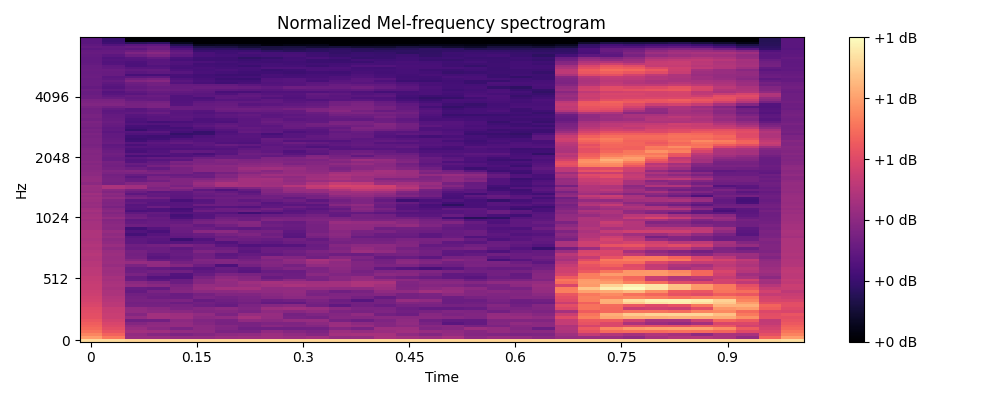 Normalized Mel-frequency spectrogram
+1 dB
+1 dB
+1 dB
+0 dB
+0 dB
+0 dB
4096
2048
1024
512
0
Hz
0
0.15
0.3
0.45
0.6
0.75
0.9
Time